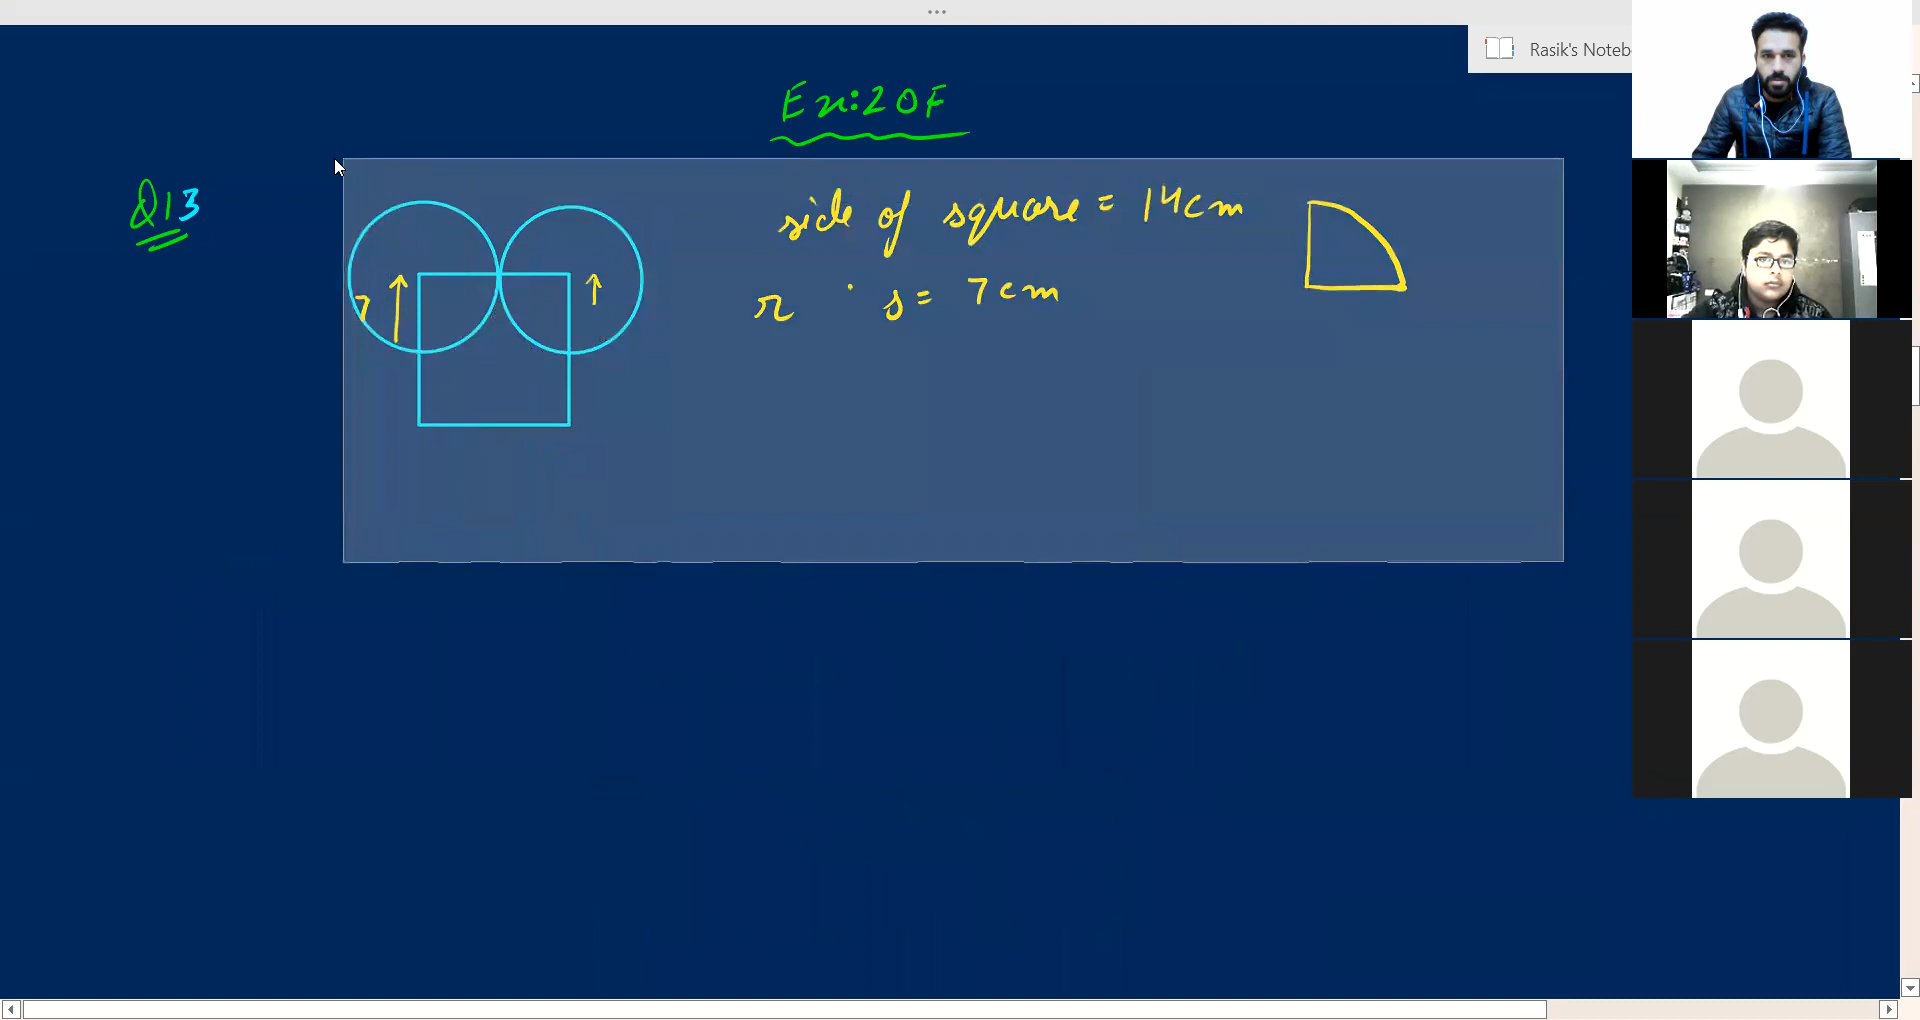 Rasik's Noteb
Ex:20F
Q13
side of square = 14cm
r s = 7cm
7